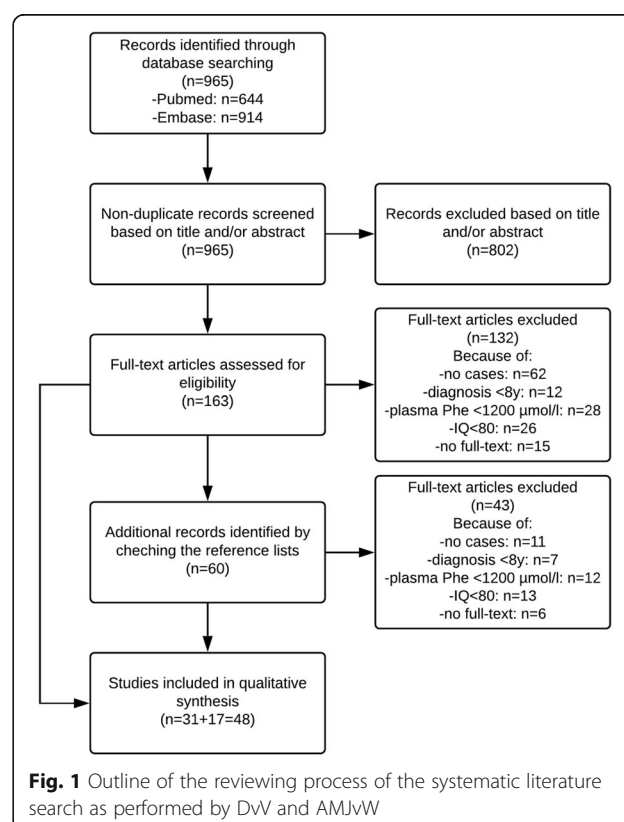 Records identified through
database searching
(n=965)
-Pubmed: n=644
-Embase: n=914
Non-duplicate records screened
based on title and/or abstract
(n=965)
Records excluded based on title
and/or abstract
(n=802)
Full-text articles assessed for
eligibility
(n=163)
Full-text articles excluded
(n=132)
Because of:
-no cases: n=62
-diagnosis <8y: n=12
-plasma Phe <1200 µmol/l: n=28
-IQ<80: n=26
-no full-text: n=15
Additional records identified by
cheching the reference lists
(n=60)
Full-text articles excluded
(n=43)
Because of:
-no cases: n=11
-diagnosis <8y: n=7
-plasma Phe <1200 µmol/l: n=12
-IQ<80: n=13
-no full-text: n=6
Studies included in qualitative
synthesis
(n=31+17=48)
Fig. 1 Outline of the reviewing process of the systematic literature
search as performed by DvV and AMJvW